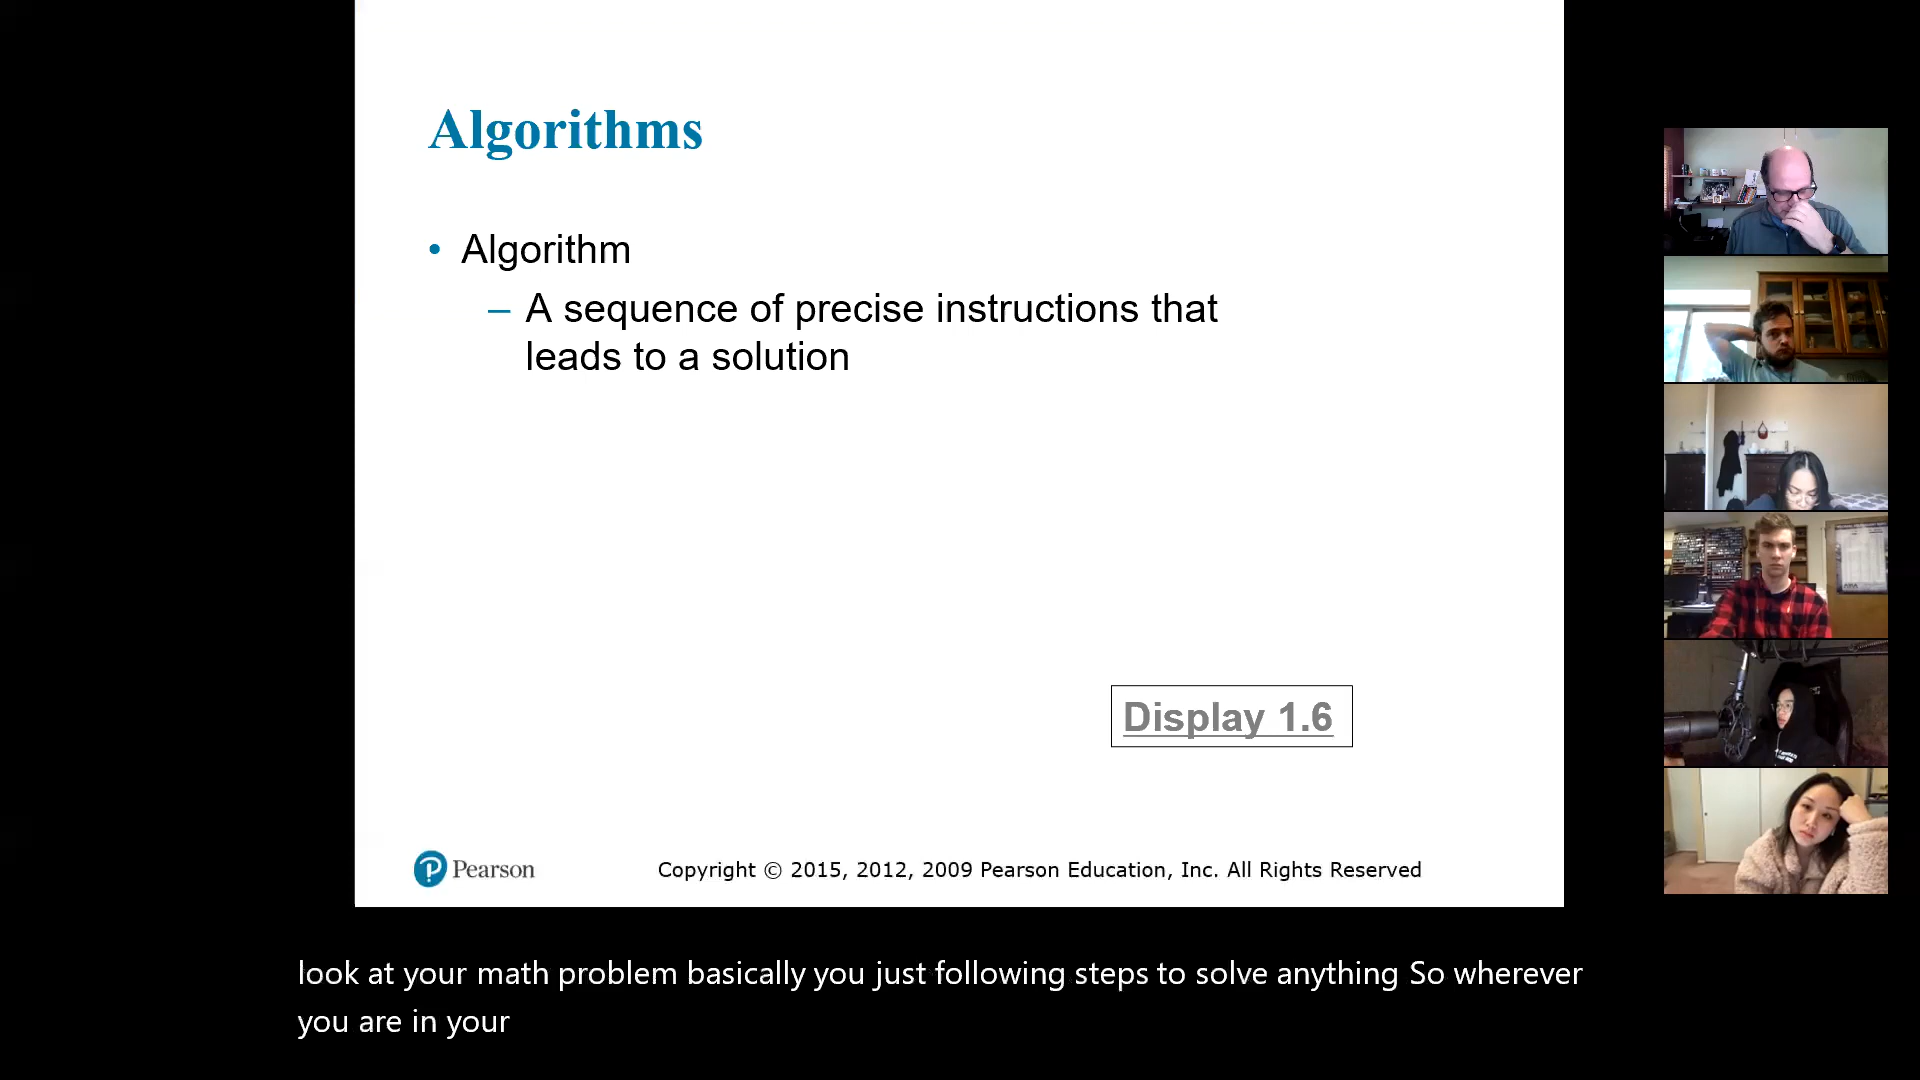 Algorithms
• Algorithm
– A sequence of precise instructions that
leads to a solution
Display 1.6
Pearson
Copyright © 2015, 2012, 2009 Pearson Education, Inc. All Rights Reserved
look at your math problem basically you just following steps to solve anything So wherever
you are in your